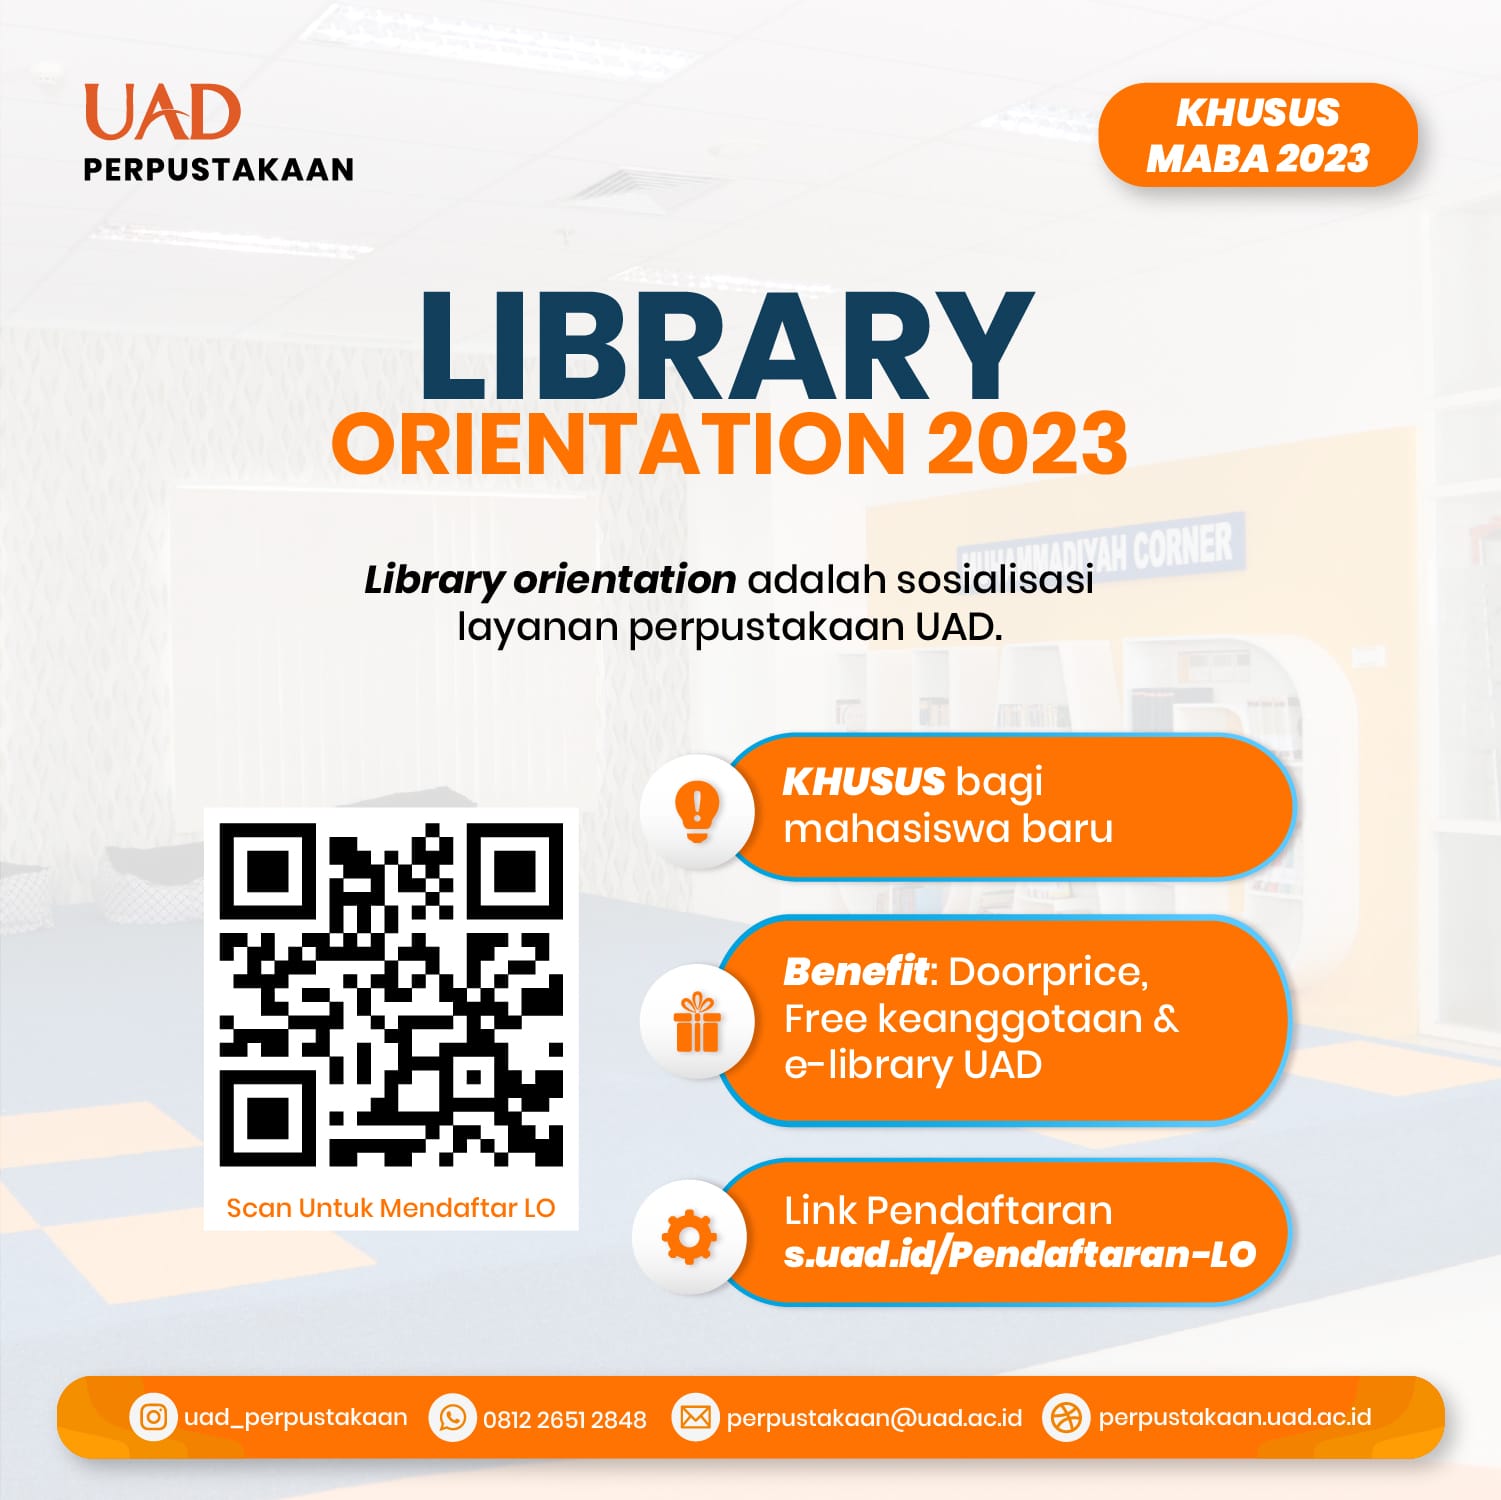 UAD
PERPUSTAKAAN
KHUSUS
MABA 2023
LIBRARY
ORIENTATION 2023
MUHAMMADIYAH CORNER
Library orientation adalah sosialisasi
layanan perpustakaan UAD.
KHUSUS bagi
mahasiswa baru
Benefit: Doorprice,
Free keanggotaan &
e-library UAD
Scan Untuk Mendaftar LO
Link Pendaftaran
s.uad.id/Pendaftaran-LO
uad_perpustakaan
0812 2651 2848
perpustakaan@uad.ac.id
perpustakaan.uad.ac.id